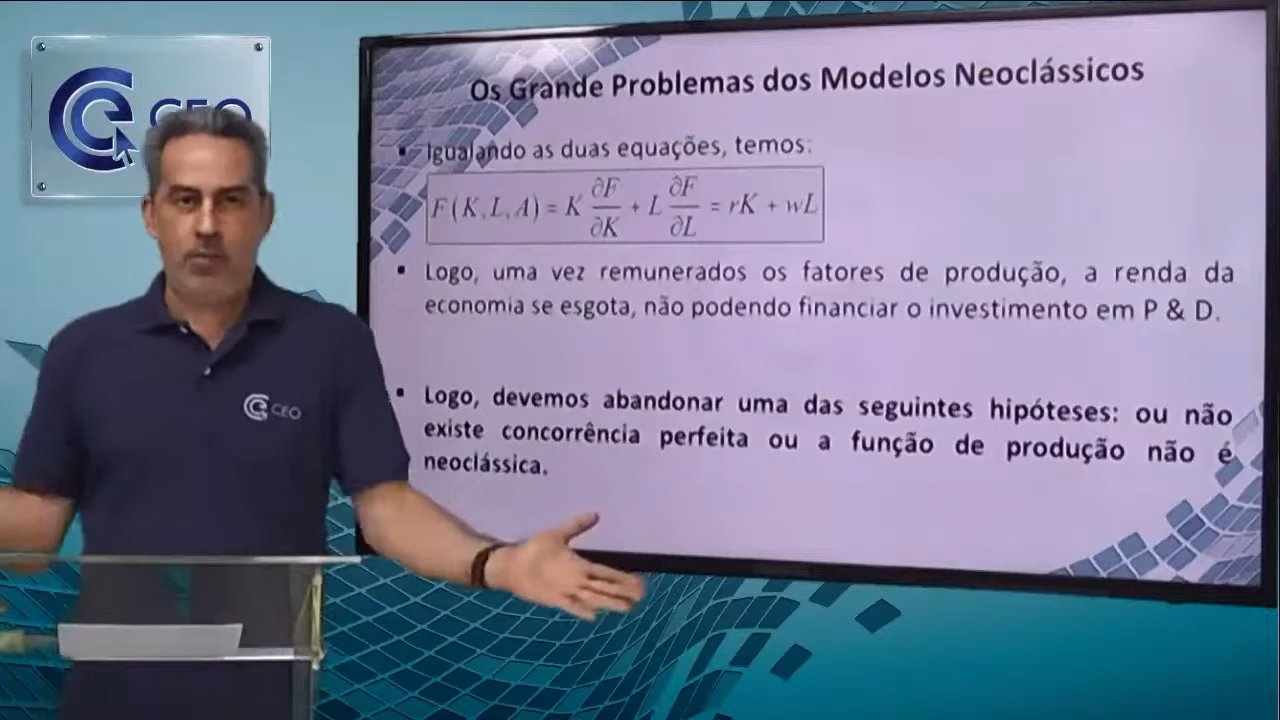 CEO
Os Grande Problemas dos Modelos Neoclássicos
Igualando as duas equações, temos:
F(K,L,A) = K ∂F/∂K + L ∂F/∂L = rK + wL
Logo, uma vez remunerados os fatores de produção, a renda da
economia se esgota, não podendo financiar o investimento em P & D.
Logo, devemos abandonar uma das seguintes hipóteses: ou não
existe concorrência perfeita ou a função de produção não é
neoclássica.
CEO